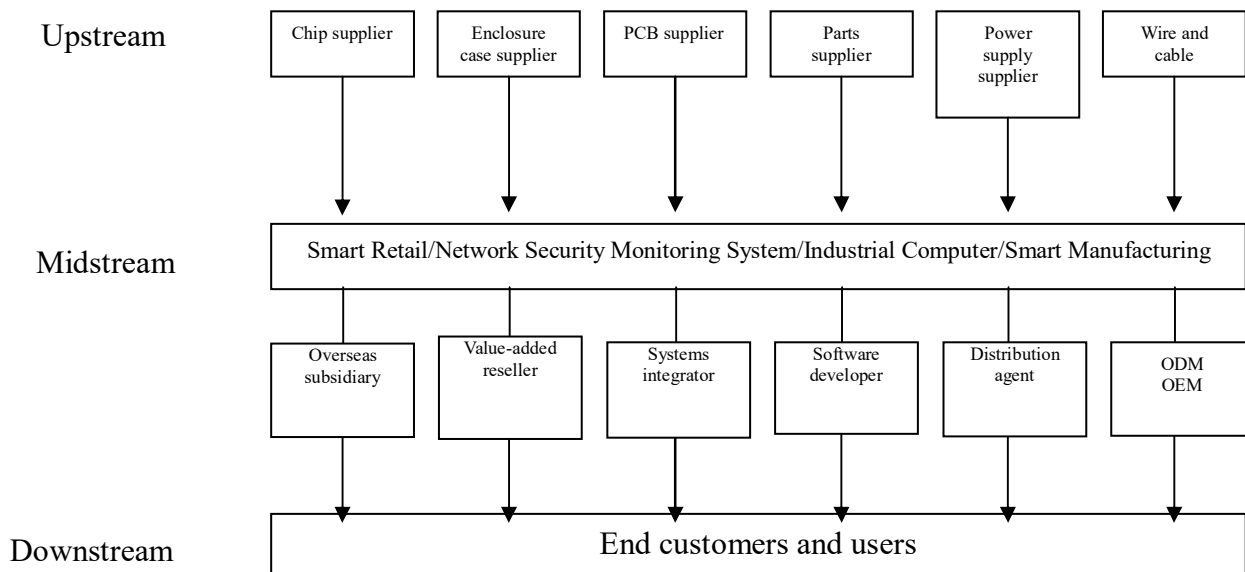 Upstream
Chip supplier
Enclosure
case supplier
PCB supplier
Parts
supplier
Power
supply
supplier
Wire and
cable
Midstream
Smart Retail/Network Security Monitoring System/Industrial Computer/Smart Manufacturing
Overseas
subsidiary
Value-added
reseller
Systems
integrator
Software
developer
Distribution
agent
ODM
OEM
Downstream
End customers and users